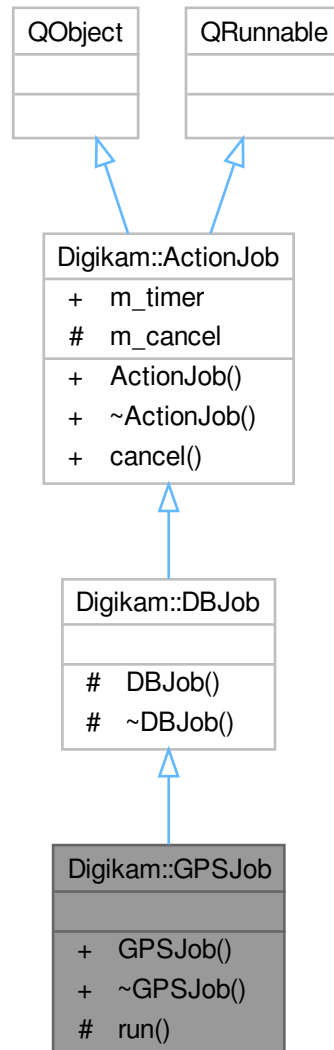 QObject
QRunnable
Digikam::ActionJob
+ m_timer
# m_cancel
+ ActionJob()
+ ~ActionJob()
+ cancel()
Digikam::DBJob
# DBJob()
# ~DBJob()
Digikam::GPSJob
+ GPSJob()
+ ~GPSJob()
# run()